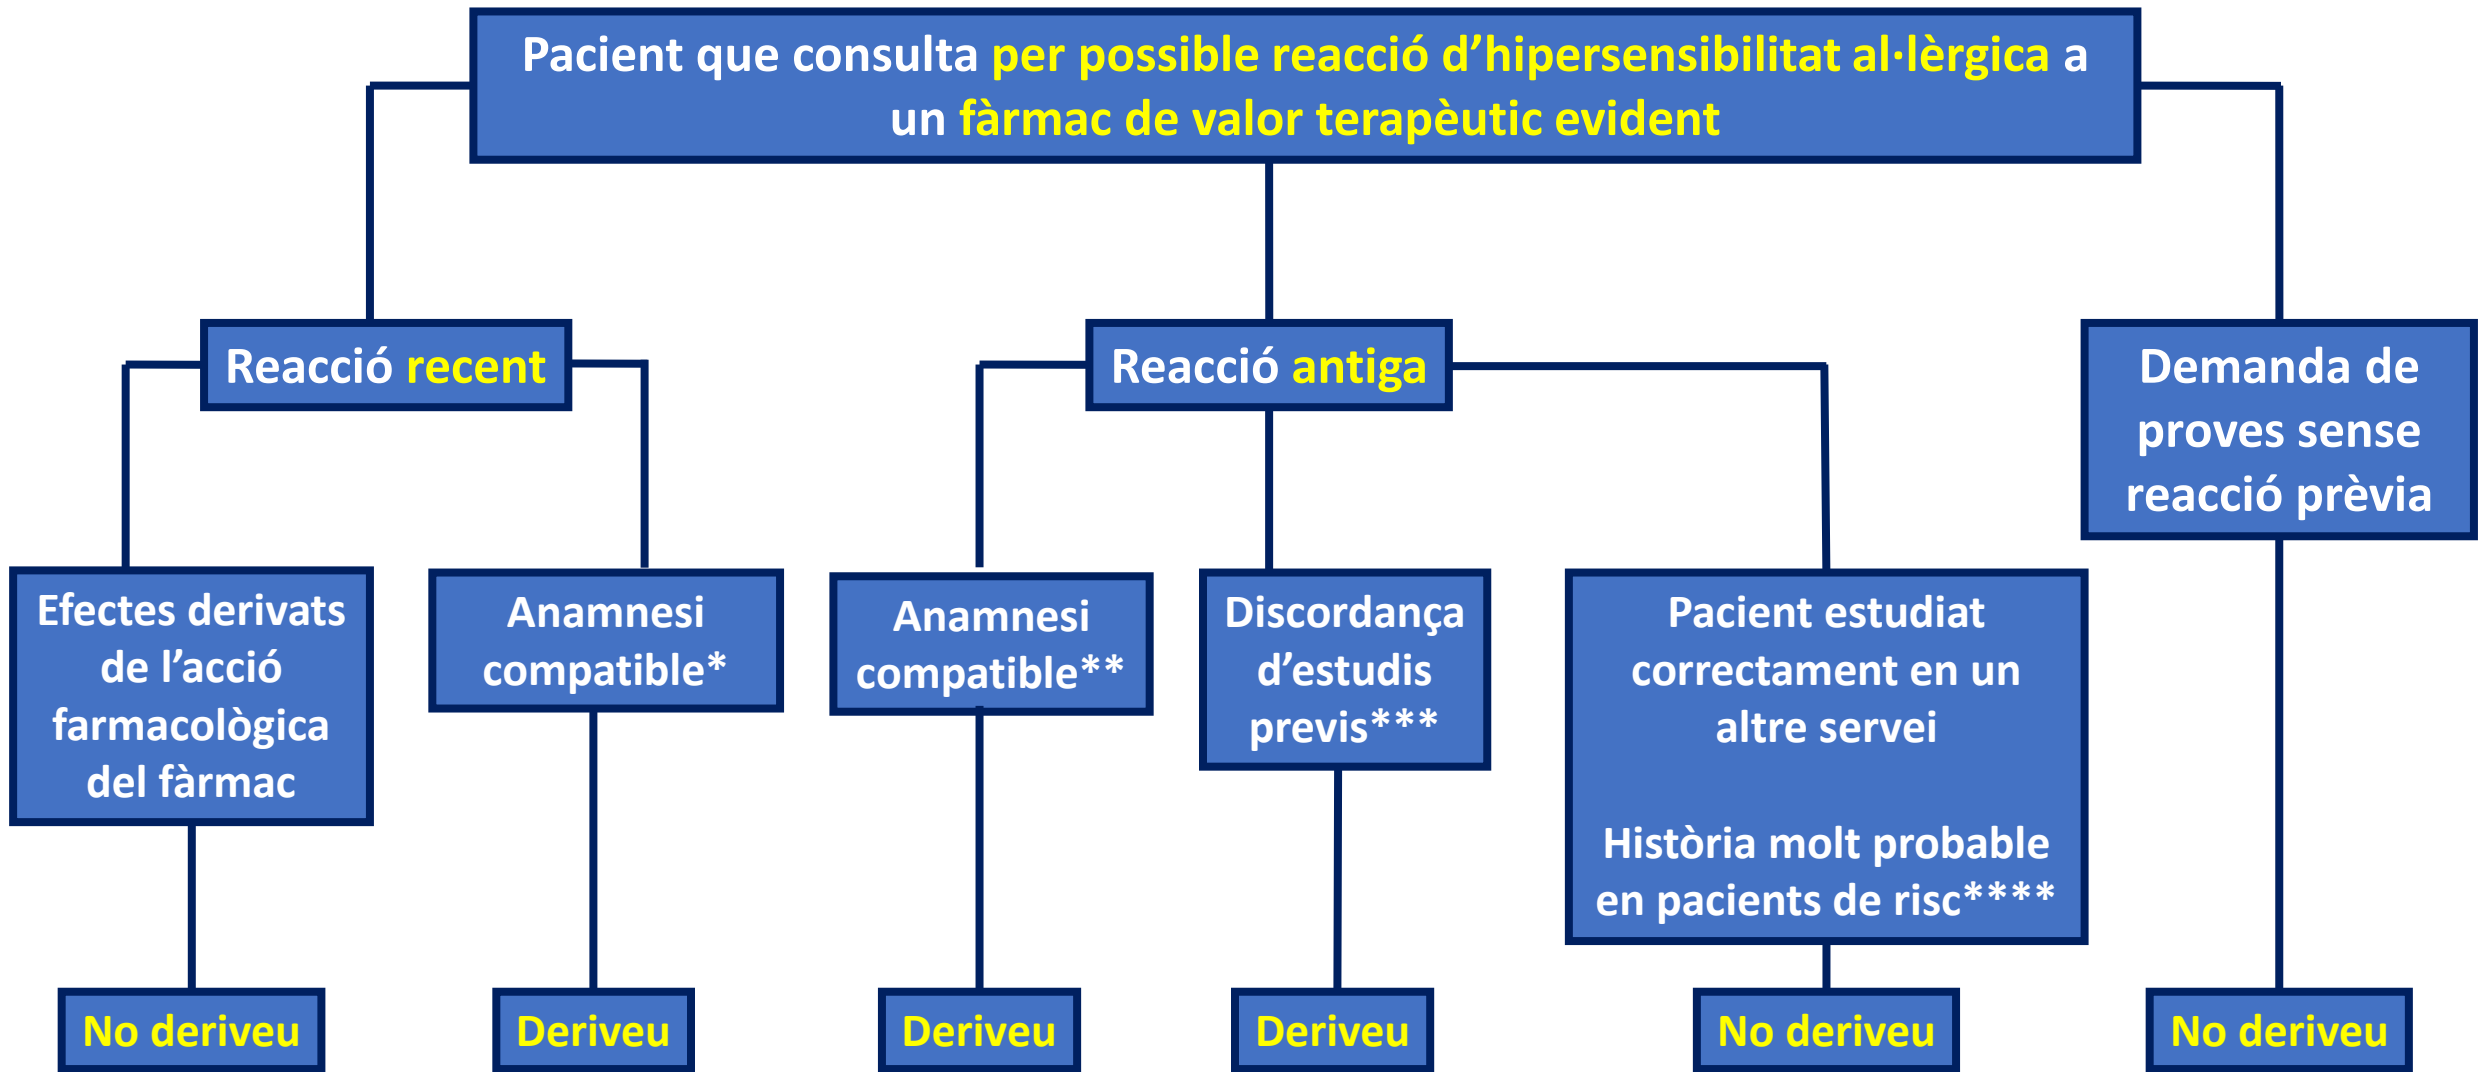 Pacient que consulta per possible reacció d’hipersensibilitat al·lèrgica a
un fàrmac de valor terapèutic evident
Reacció recent
Reacció antiga
Demanda de
proves sense
reacció prèvia
Efectes derivats
de l’acció
farmacològica
del fàrmac
Anamnesi
compatible*
Anamnesi
compatible**
Discordança
d’estudis
previs***
Pacient estudiat
correctament en un
altre servei
Història molt probable
en pacients de risc****
No deriveu
Deriveu
Deriveu
Deriveu
No deriveu
No deriveu